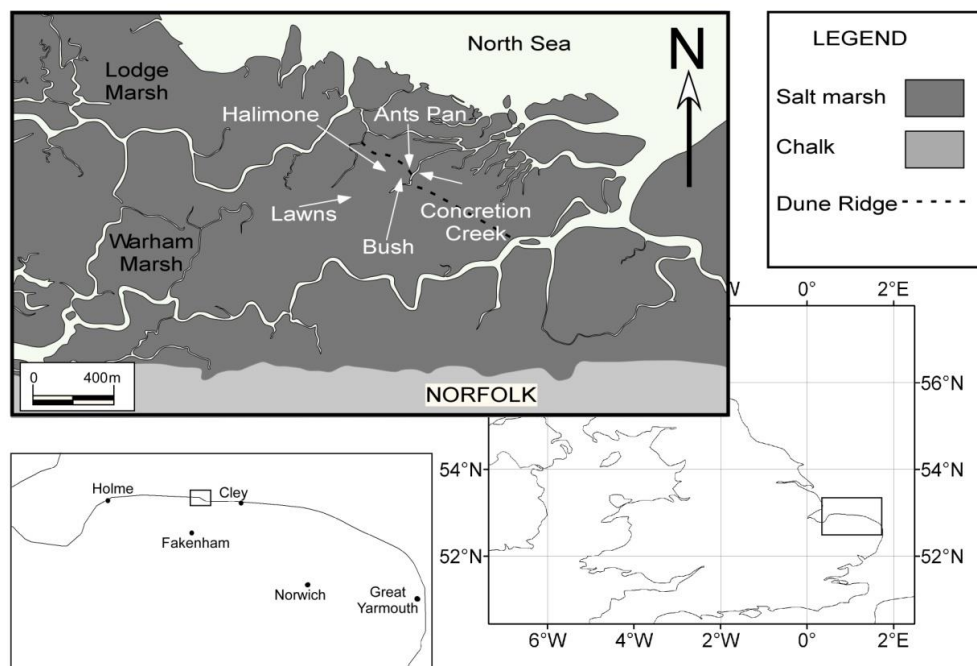 North Sea
N
Lodge
Marsh
Halimone
Ants Pan
Lawns
Concretion
Creek
Bush
Warham
Marsh
0 400m
NORFOLK
LEGEND
Salt marsh
Chalk
Dune Ridge
W 0° 2°E
56°N
54°N 54°N
52°N 52°N
6°W 4°W 2°W 0° 2°E
Holme
Cley
Fakenham
Norwich
Great
Yarmouth